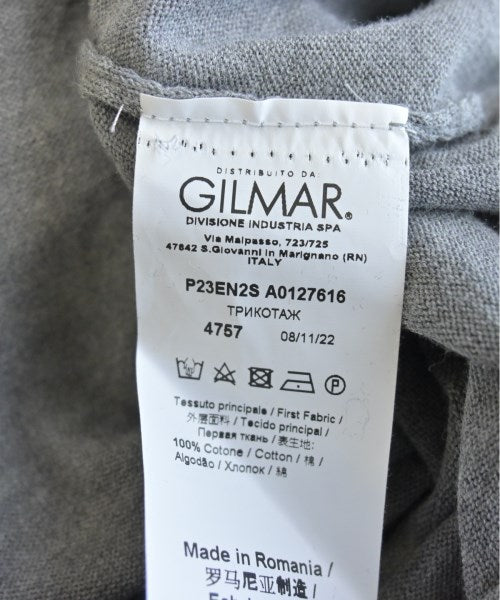 DISTRIBUITO DA:
GILMAR®
DIVISIONE INDUSTRIA SPA
Via Malpasso, 723/725
47842 S.Giovanni in Marignano (RN)
ITALY
P23EN2S A0127616
ТРИКОТАЖ
4757 08/11/22
P
Tessuto principale / First Fabric /
外层面料 / Tecido principal /
Первая ткань / 表生地:
100% Cotone / Cotton / 棉 /
Algodão / Хлопок / 綿
Made in Romania /
罗马尼亚制造 /